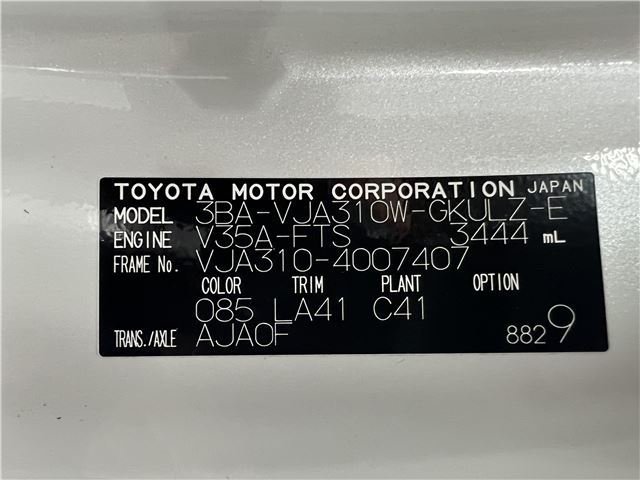 TOYOTA MOTOR CORPORATION JAPAN
MODEL 3BA-VJA310W-GKULZ-E
ENGINE V35A-FTS 3444 mL
FRAME No. VJA310-4007407
COLOR TRIM PLANT OPTION
085 LA41 C41
TRANS./AXLE AJA0F 8829